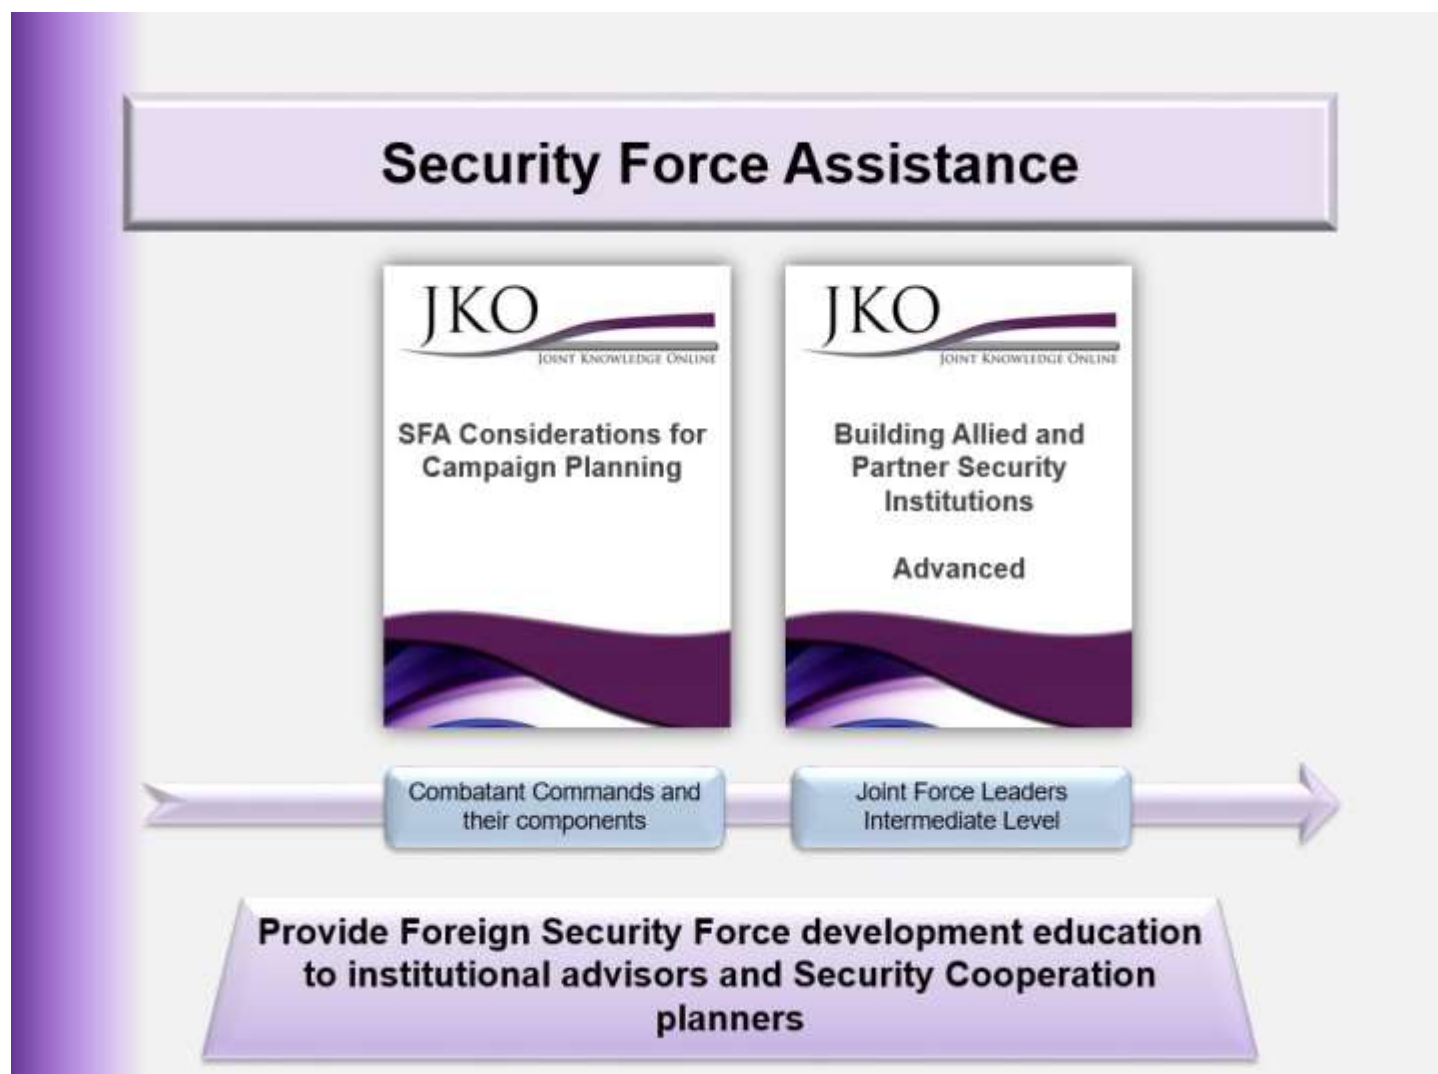 Security Force Assistance
JKO
JOINT KNOWLEDGE ONLINE
SFA Considerations for
Campaign Planning
JKO
JOINT KNOWLEDGE ONLINE
Building Allied and
Partner Security
Institutions
Advanced
Combatant Commands and
their components
Joint Force Leaders
Intermediate Level
Provide Foreign Security Force development education
to institutional advisors and Security Cooperation
planners